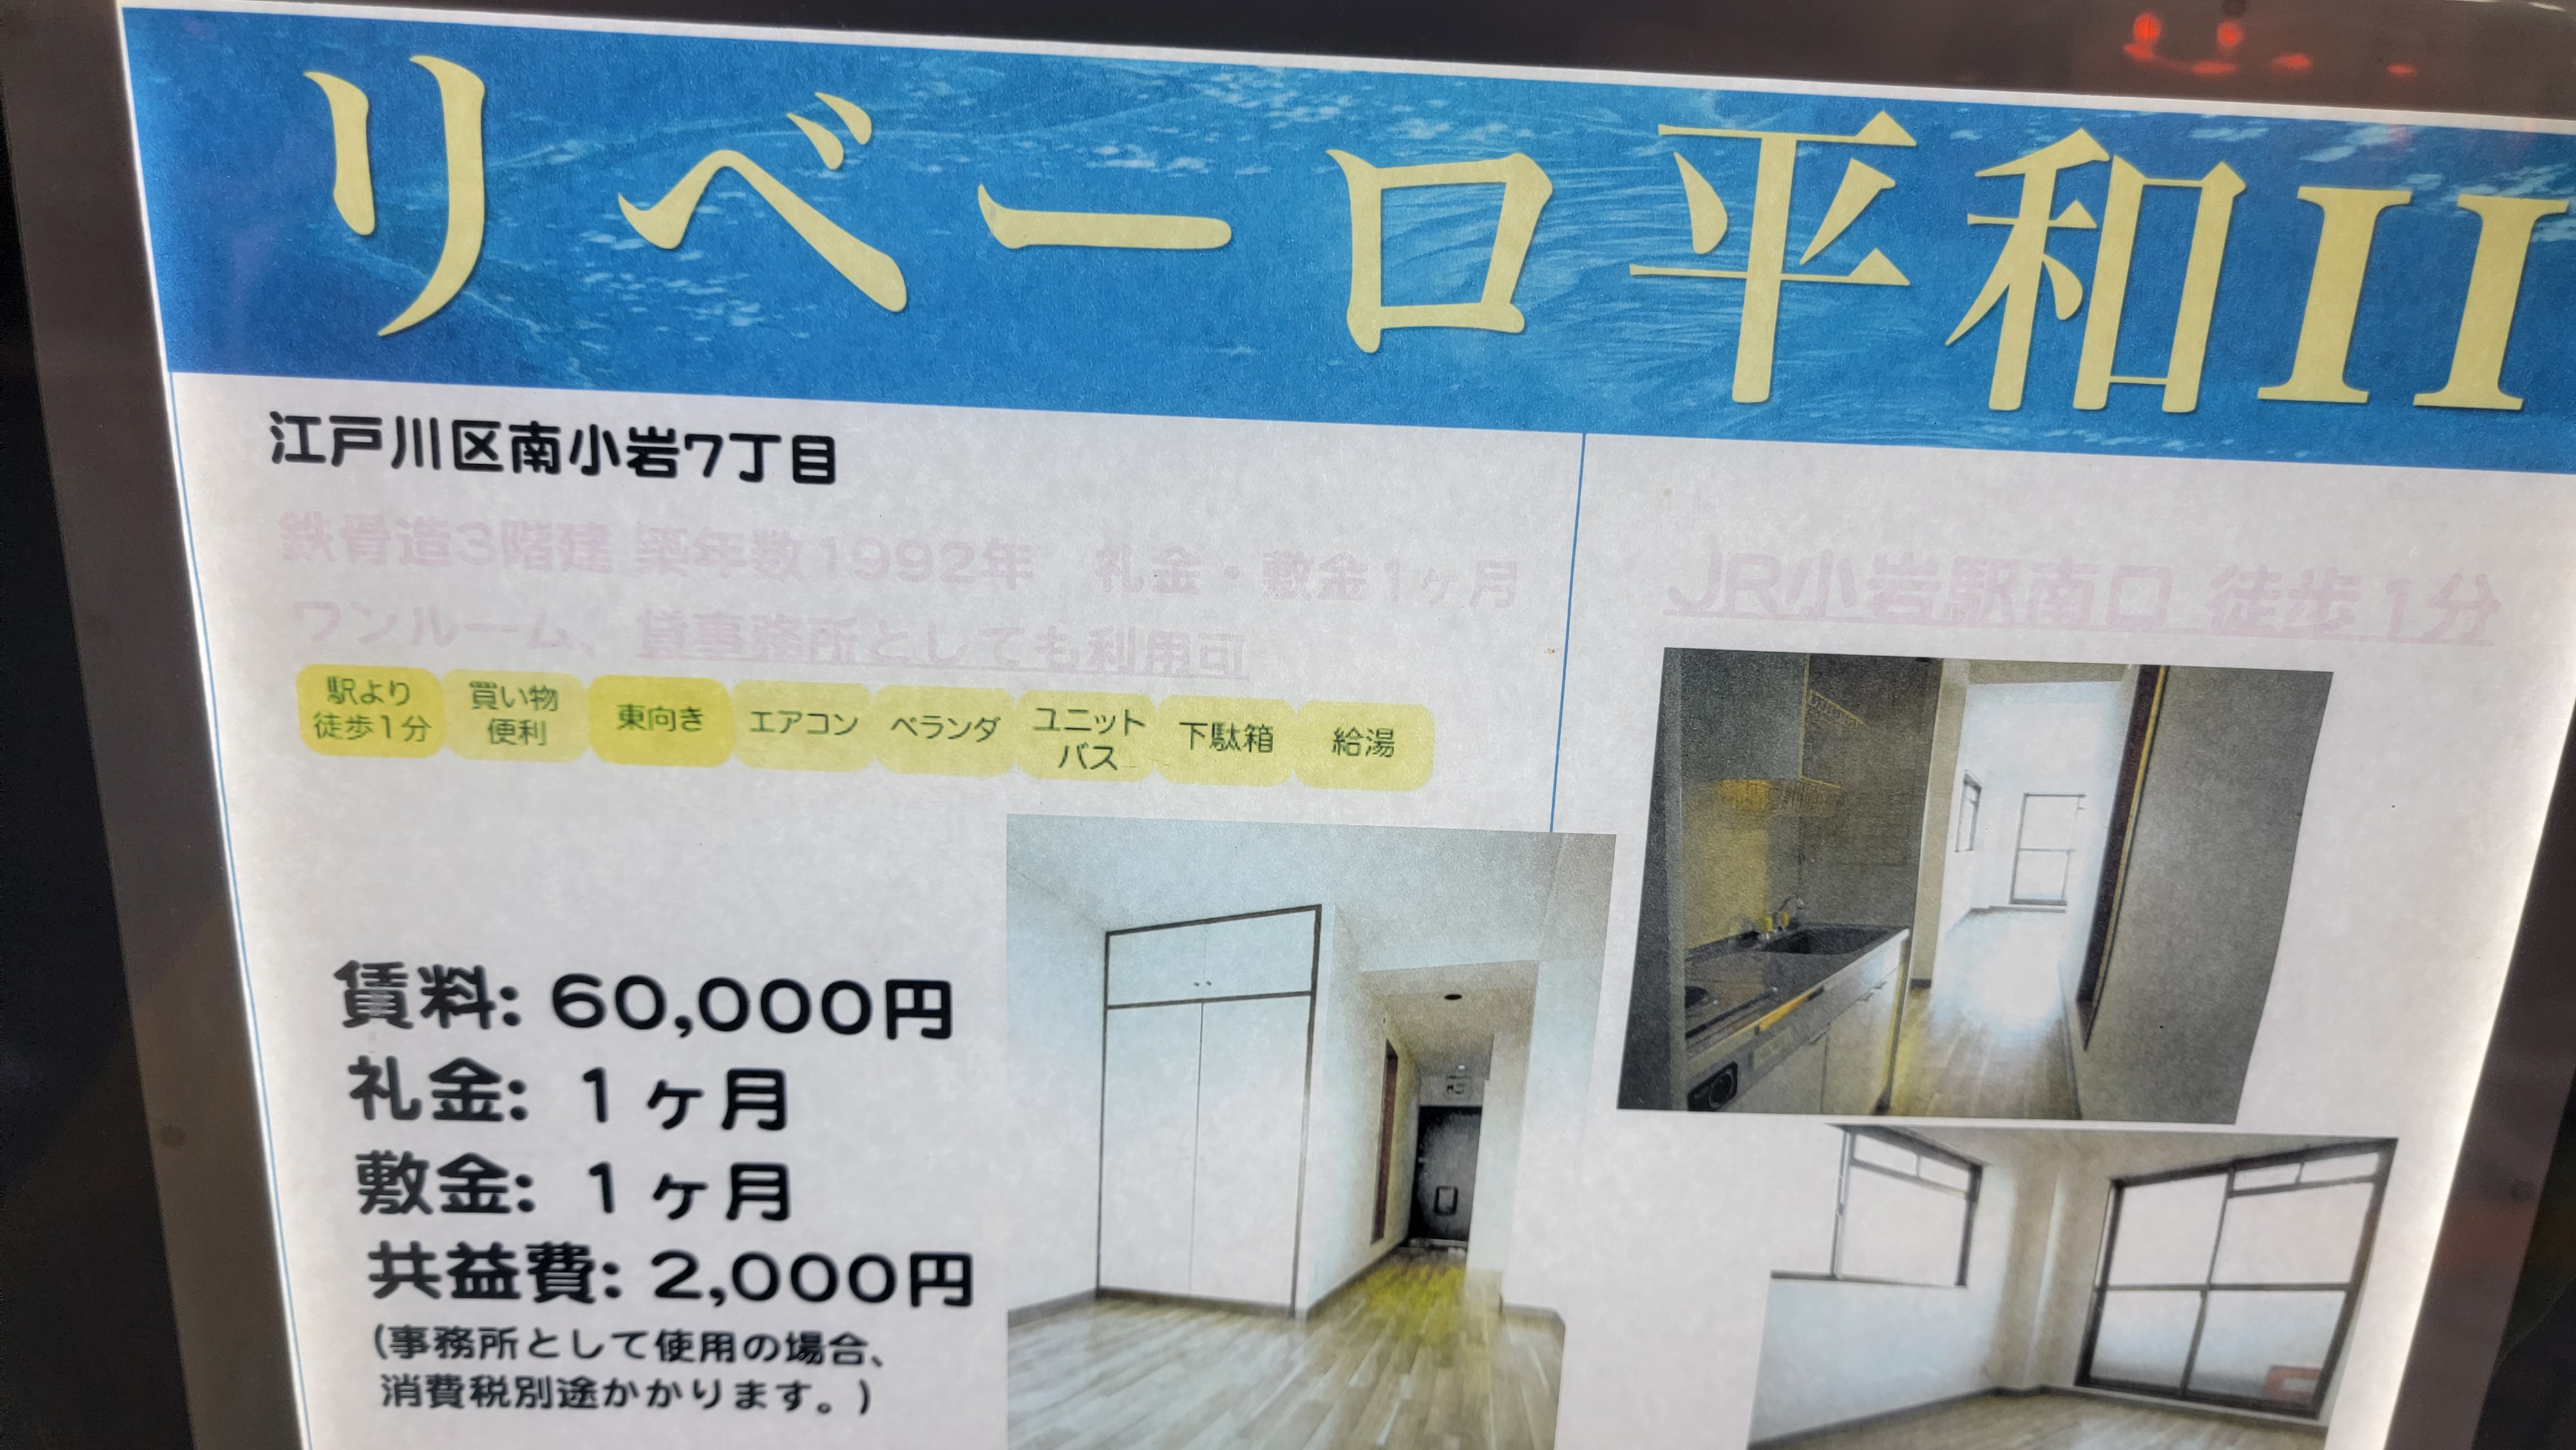 リベーロ平和II
江戸川区南小岩7丁目
鉄骨造3階建 築年数1992年 礼金・敷金1ヶ月
ワンルーム、貸事務所としても利用可
駅より
徒歩1分
買い物
便利
東向き
エアコン
ベランダ
ユニット
バス
下駄箱
給湯
賃料: 60,000円
礼金: 1ヶ月
敷金: 1ヶ月
共益費: 2,000円
(事務所として使用の場合、
消費税別途かかります。)
JR小岩駅南口 徒歩1分